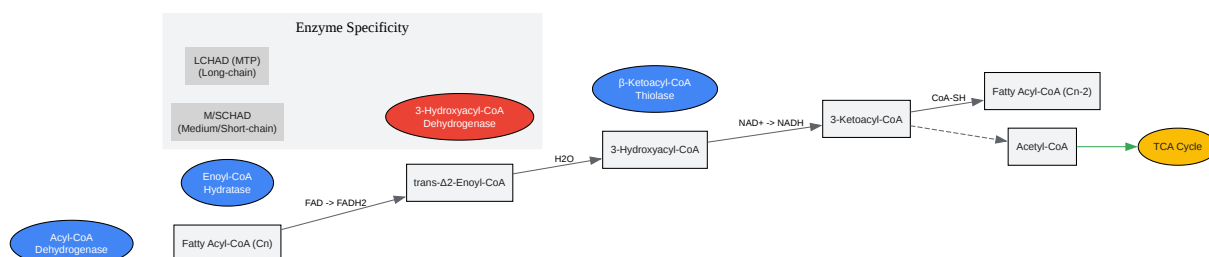 Enzyme Specificity
LCHAD (MTP)
(Long-chain)
M/SCHAD
(Medium/Short-chain)
3-Hydroxyacyl-CoA
Dehydrogenase
β-Ketoacyl-CoA
Thiolase
Enoyl-CoA
Hydratase
Acyl-CoA
Dehydrogenase
Fatty Acyl-CoA (Cn)
FAD -> FADH2
trans-Δ2-Enoyl-CoA
H2O
3-Hydroxyacyl-CoA
NAD+ -> NADH
3-Ketoacyl-CoA
CoA-SH
Fatty Acyl-CoA (Cn-2)
Acetyl-CoA
TCA Cycle